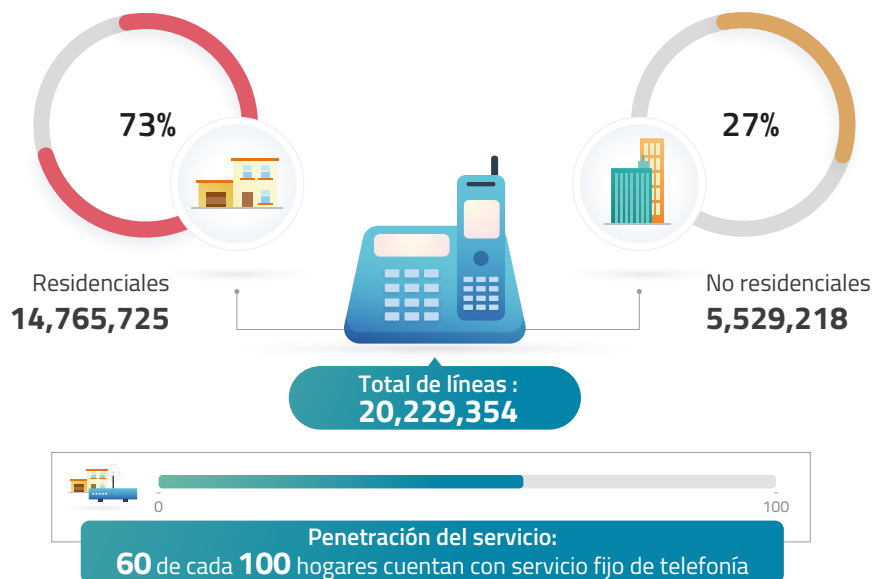 73%
27%
Residenciales
14,765,725
No residenciales
5,529,218
Total de líneas :
20,229,354
0
100
Penetración del servicio:
60 de cada 100 hogares cuentan con servicio fijo de telefonía